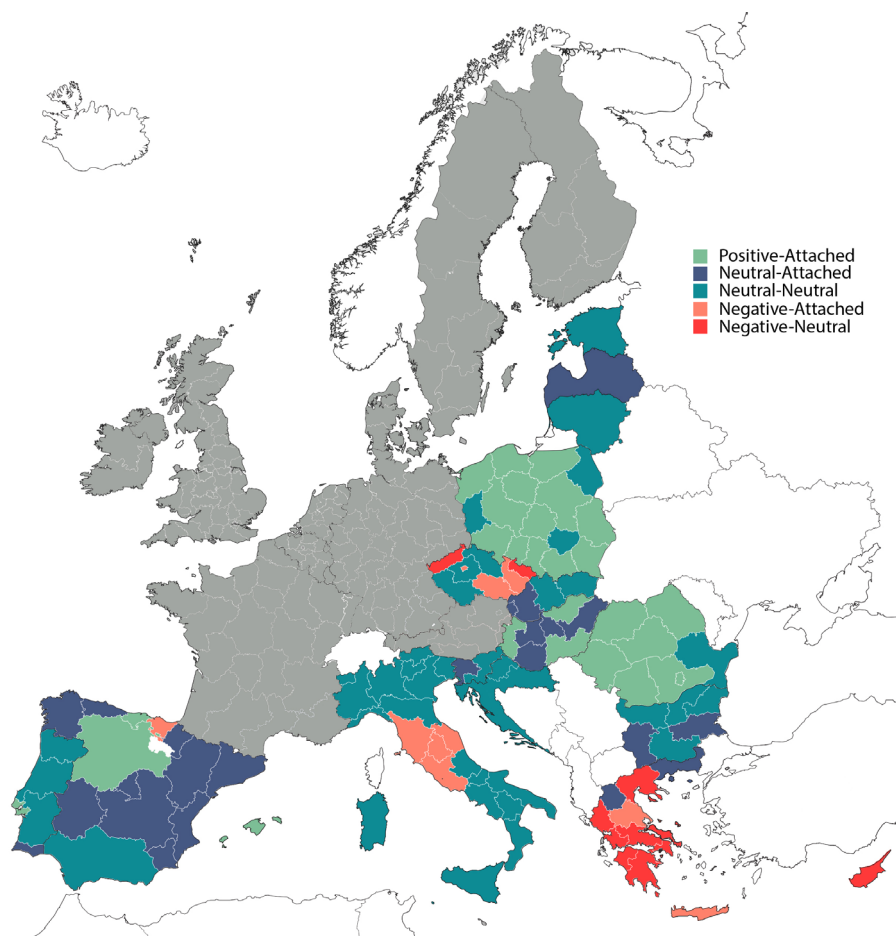 Positive-Attached
Neutral-Attached
Neutral-Neutral
Negative-Attached
Negative-Neutral